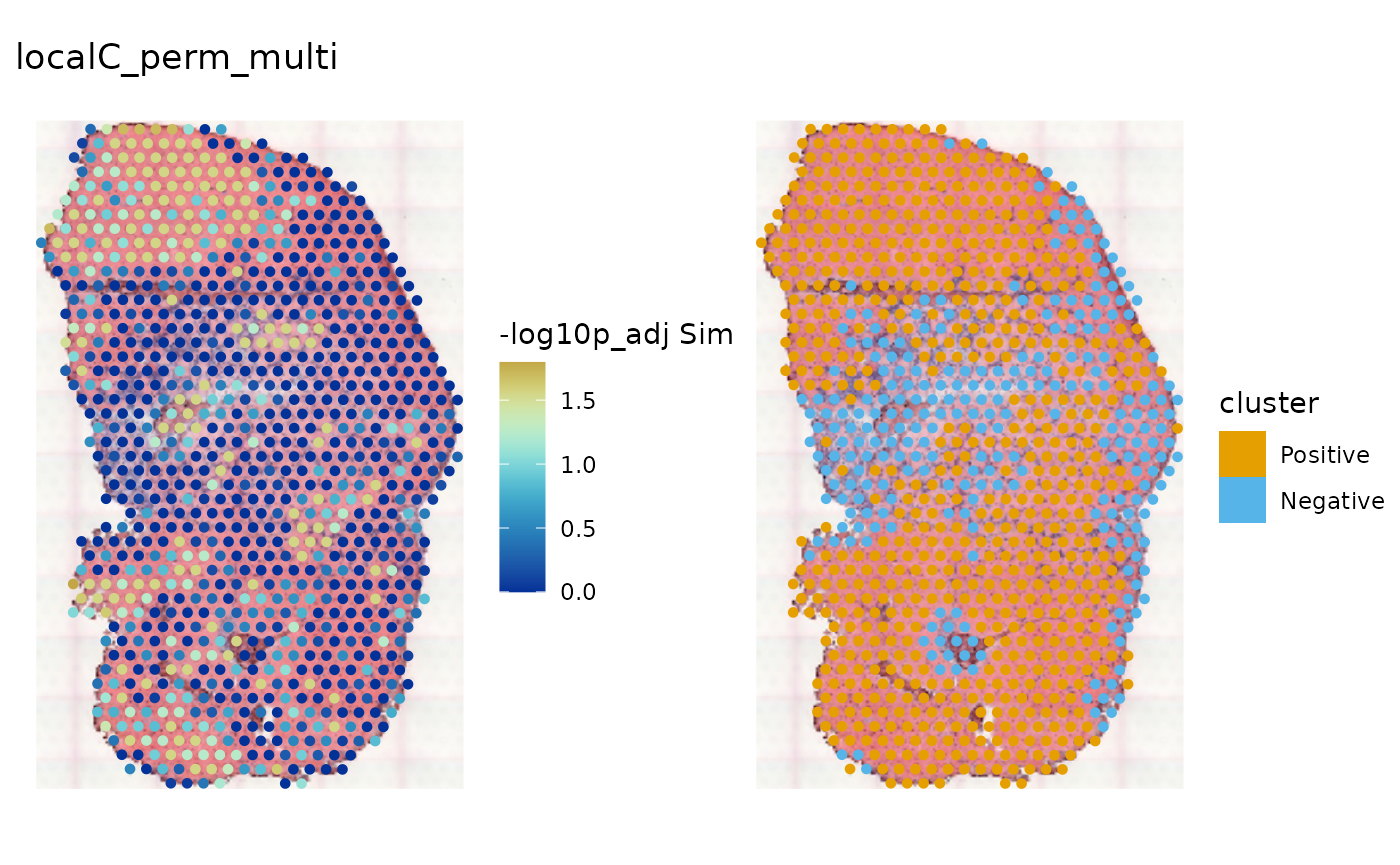 localC_perm_multi
-log10p_adj Sim
1.5
1.0
0.5
0.0
cluster
Positive
Negative